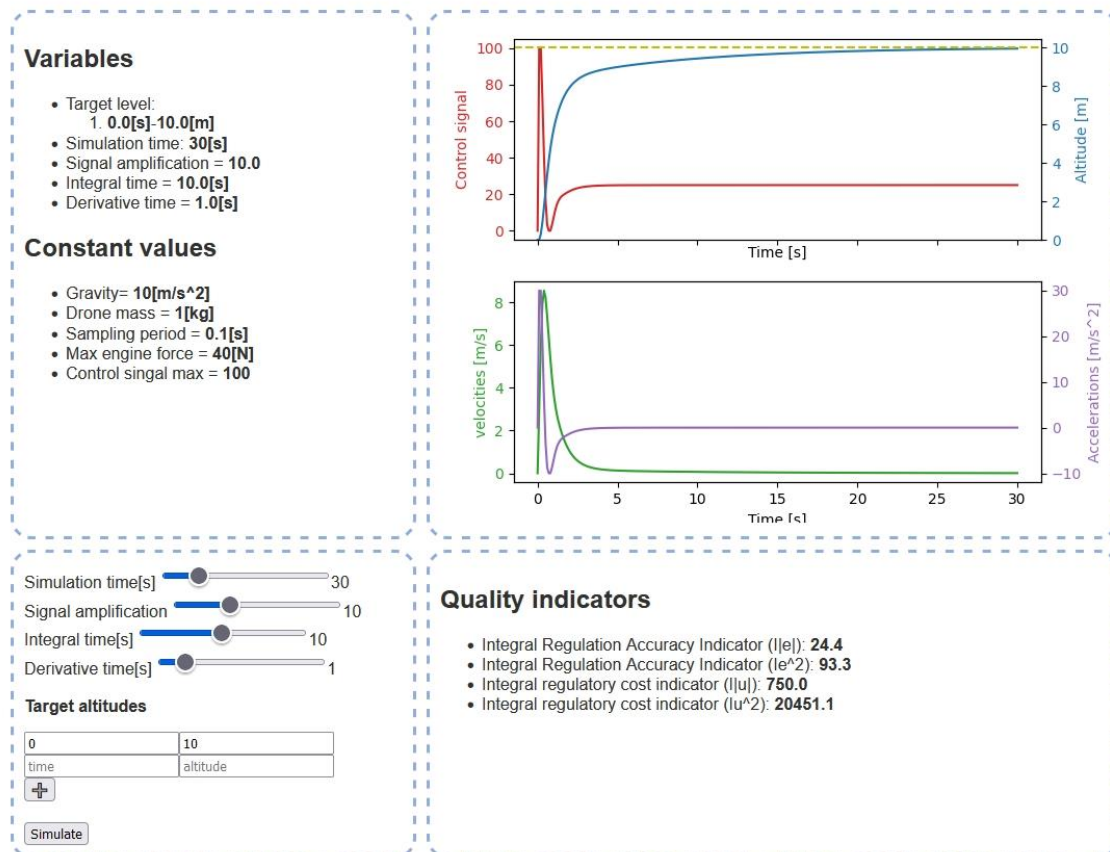 Variables
• Target level:
1. 0.0[s]-10.0[m]
• Simulation time: 30[s]
• Signal amplification = 10.0
• Integral time = 10.0[s]
• Derivative time = 1.0[s]
Constant values
• Gravity= 10[m/s^2]
• Drone mass = 1[kg]
• Sampling period = 0.1[s]
• Max engine force = 40[N]
• Control singal max = 100
100
80
60
40
20
0
Control signal
10
8
6
4
2
0
Altitude [m]
Time [s]
8
6
4
2
0
velocities [m/s]
30
20
10
0
−10
Accelerations [m/s^2]
0 5 10 15 20 25 30
Time [s]
Simulation time[s] 30
Signal amplification 10
Integral time[s] 10
Derivative time[s] 1
Target altitudes
0 10
time altitude
Simulate
Quality indicators
• Integral Regulation Accuracy Indicator (I|e|): 24.4
• Integral Regulation Accuracy Indicator (Ie^2): 93.3
• Integral regulatory cost indicator (I|u|): 750.0
• Integral regulatory cost indicator (Iu^2): 20451.1